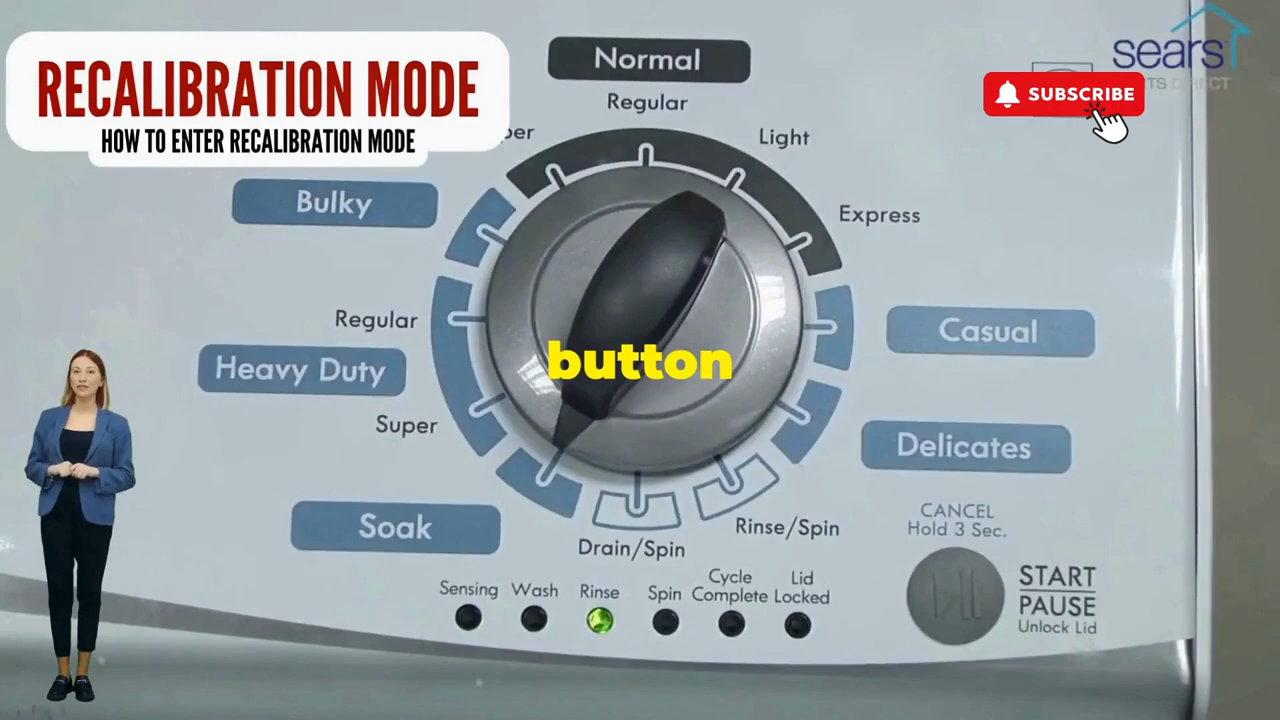 RECALIBRATION MODE
HOW TO ENTER RECALIBRATION MODE
sears
DIRECT
SUBSCRIBE
Normal
Regular
Light
Express
Bulky
Regular
Heavy Duty
Super
Soak
button
Casual
Delicates
Rinse/Spin
Drain/Spin
CANCEL
Hold 3 Sec.
START
PAUSE
Unlock Lid
Sensing
Wash
Rinse
Spin
Cycle
Complete
Lid
Locked